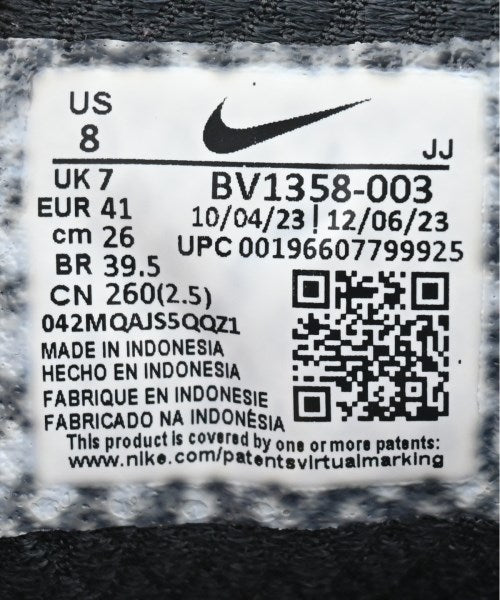 US
8
JJ
UK 7
BV1358-003
EUR 41
10/04/23 | 12/06/23
cm 26
UPC 00196607799925
BR 39.5
CN 260(2.5)
042MQAJS5QQZ1
MADE IN INDONESIA
HECHO EN INDONESIA
FABRIQUE EN INDONESIE
FABRICADO NA INDONÉSIA
This product is covered by one or more patents:
www.nike.com/patentsvirtualmarking